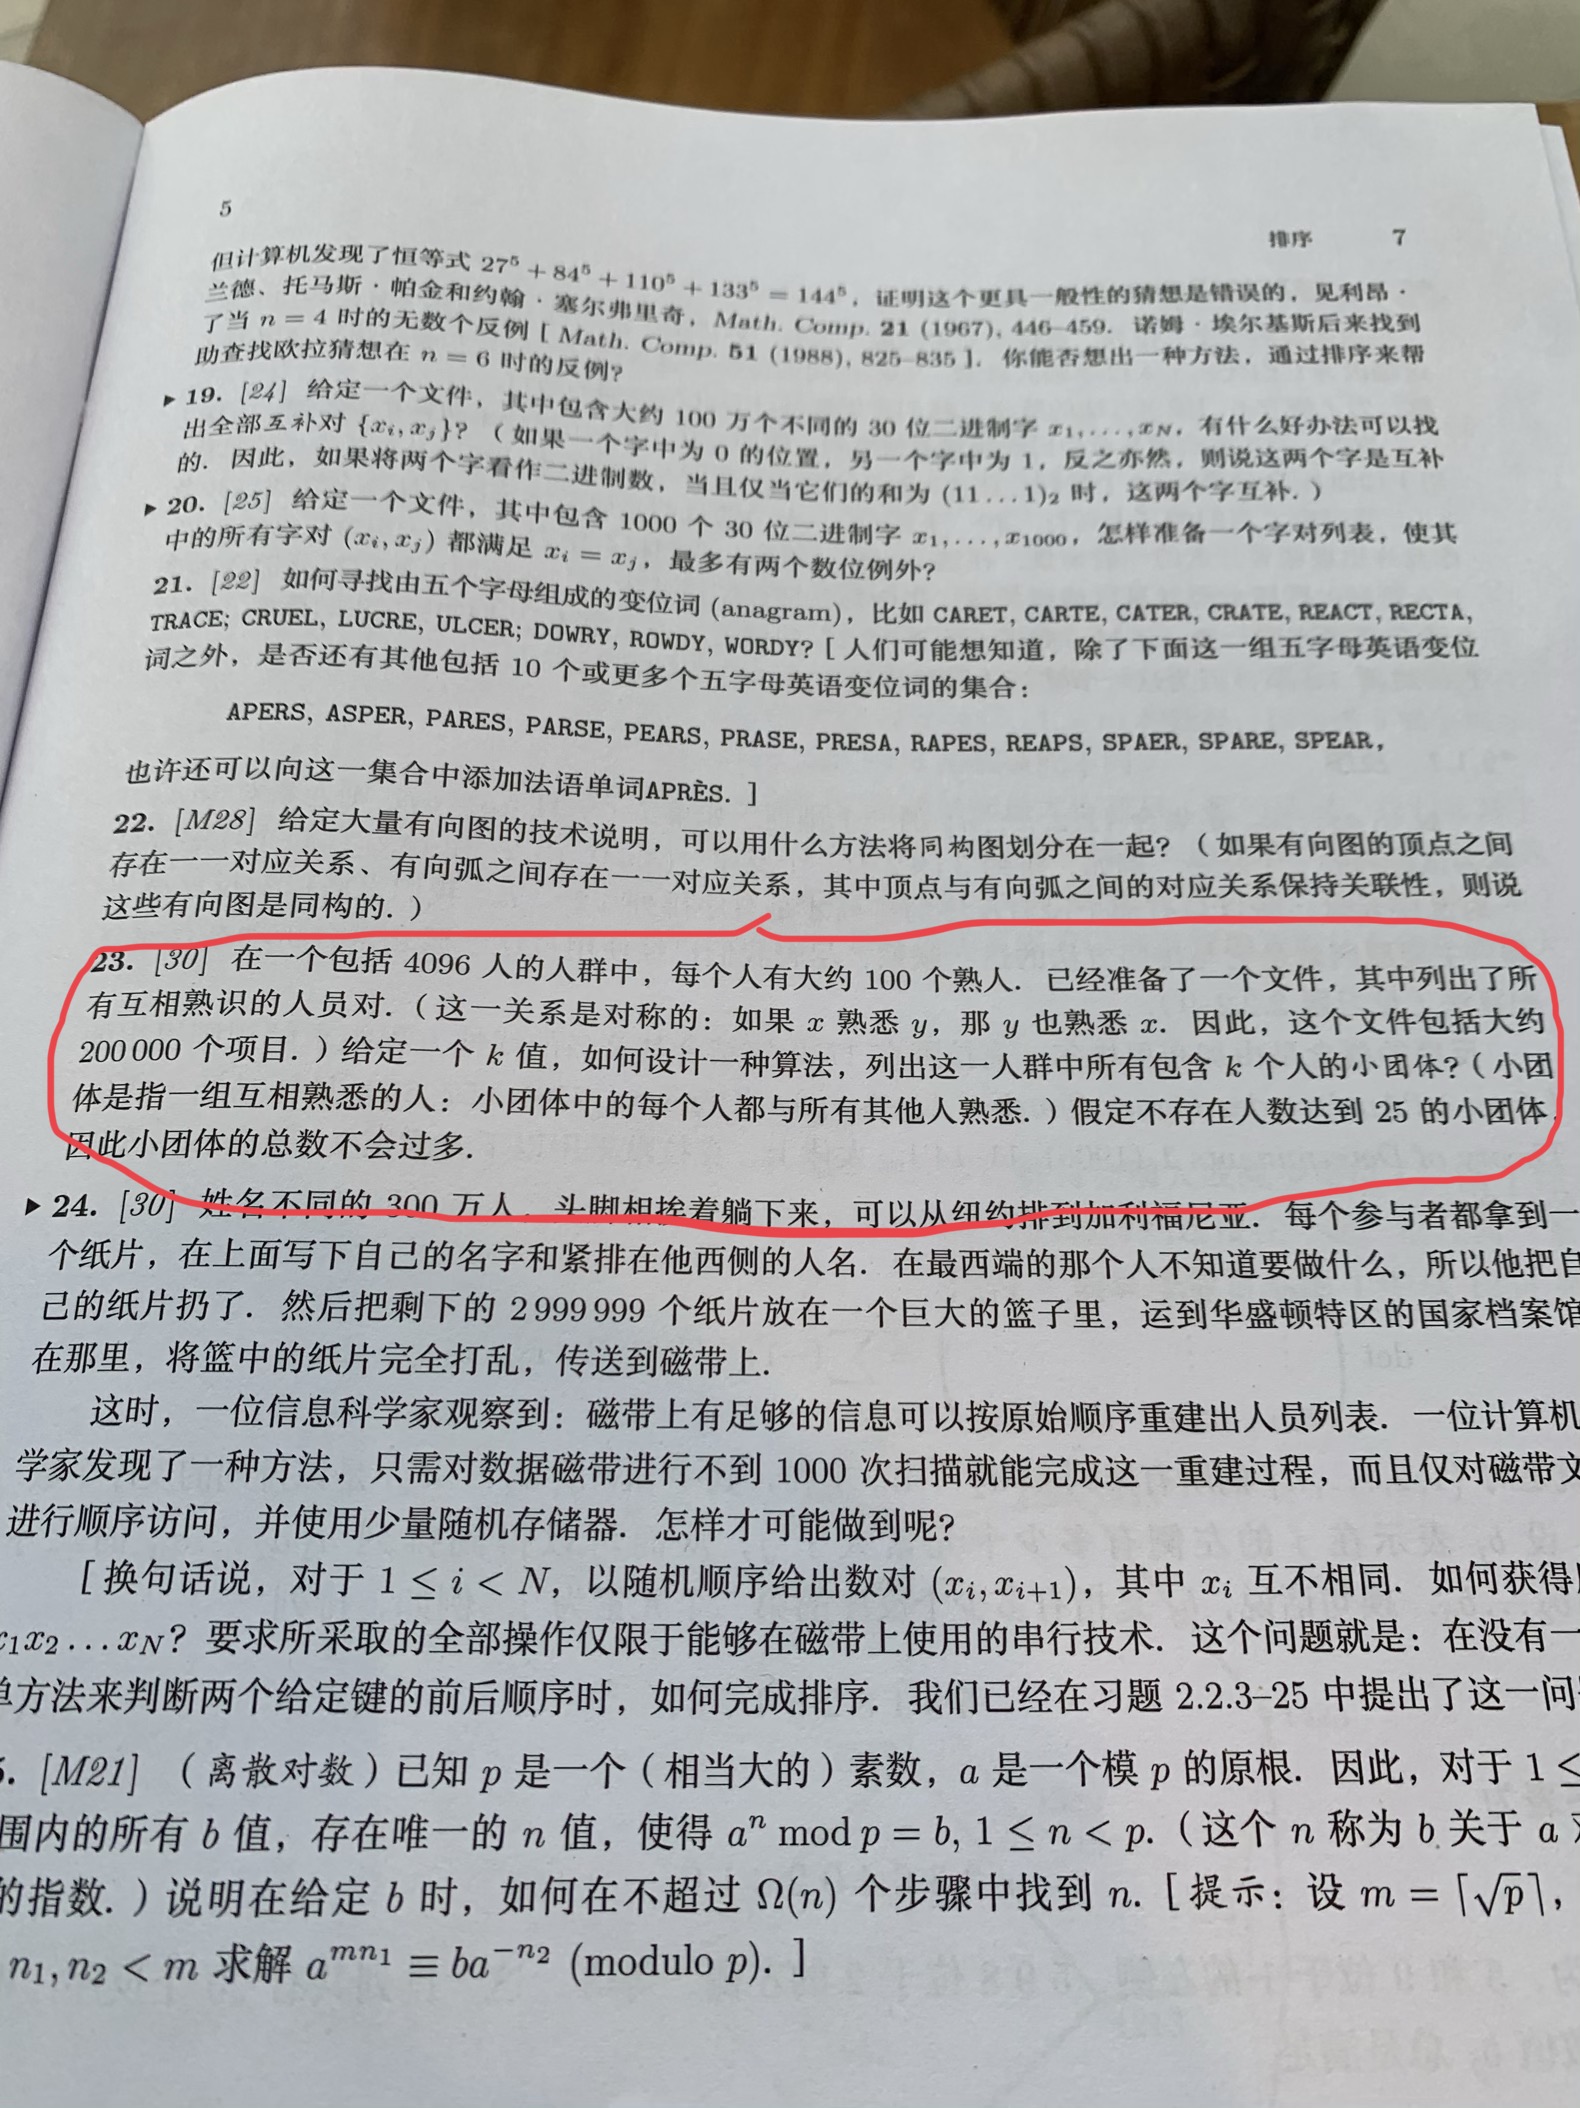 5
排序 7
但计算机发现了恒等式 27⁵ + 84⁵ + 110⁵ + 133⁵ = 144⁵，证明这个更具一般性的猜想是错误的，见利昂·
兰德、托马斯·帕金和约翰·塞尔弗里奇，Math. Comp. 21 (1967), 446–459. 诺姆·埃尔基斯后来找到
了当 n = 4 时的无数个反例 [ Math. Comp. 51 (1988), 825–835 ]. 你能否想出一种方法，通过排序来帮
助查找欧拉猜想在 n = 6 时的反例？
▸ 19. [24] 给定一个文件，其中包含大约 100 万个不同的 30 位二进制字 x₁,...,x_N，有什么好办法可以找
出全部互补对 {xᵢ, xⱼ}？（如果一个字中为 0 的位置，另一个字中为 1，反之亦然，则说这两个字是互补
的. 因此，如果将两个字看作二进制数，当且仅当它们的和为 (11...1)₂ 时，这两个字互补.）
▸ 20. [25] 给定一个文件，其中包含 1000 个 30 位二进制字 x₁,...,x₁₀₀₀，怎样准备一个字对列表，使其
中的所有字对 (xᵢ, xⱼ) 都满足 xᵢ = xⱼ，最多有两个数位例外？
21. [22] 如何寻找由五个字母组成的变位词 (anagram)，比如 CARET, CARTE, CATER, CRATE, REACT, RECTA,
TRACE; CRUEL, LUCRE, ULCER; DOWRY, ROWDY, WORDY? [ 人们可能想知道，除了下面这一组五字母英语变位
词之外，是否还有其他包括 10 个或更多个五字母英语变位词的集合：
APERS, ASPER, PARES, PARSE, PEARS, PRASE, PRESA, RAPES, REAPS, SPAER, SPARE, SPEAR,
也许还可以向这一集合中添加法语单词APRÈS. ]
22. [M28] 给定大量有向图的技术说明，可以用什么方法将同构图划分在一起？（如果有向图的顶点之间
存在一一对应关系、有向弧之间存在一一对应关系，其中顶点与有向弧之间的对应关系保持关联性，则说
这些有向图是同构的.）
23. [30] 在一个包括 4096 人的人群中，每个人有大约 100 个熟人. 已经准备了一个文件，其中列出了所
有互相熟识的人员对.（这一关系是对称的：如果 x 熟悉 y，那 y 也熟悉 x. 因此，这个文件包括大约
200 000 个项目.）给定一个 k 值，如何设计一种算法，列出这一人群中所有包含 k 个人的小团体？（小团
体是指一组互相熟悉的人：小团体中的每个人都与所有其他人熟悉.）假定不存在人数达到 25 的小团体，
因此小团体的总数不会过多.
▸ 24. [30] 姓名不同的 300 万人，头脚相挨着躺下来，可以从纽约排到加利福尼亚. 每个参与者都拿到一
个纸片，在上面写下自己的名字和紧排在他西侧的人名. 在最西端的那个人不知道要做什么，所以他把自
己的纸片扔了. 然后把剩下的 2 999 999 个纸片放在一个巨大的篮子里，运到华盛顿特区的国家档案馆
在那里，将篮中的纸片完全打乱，传送到磁带上.
这时，一位信息科学家观察到：磁带上有足够的信息可以按原始顺序重建出人员列表. 一位计算机
学家发现了一种方法，只需对数据磁带进行不到 1000 次扫描就能完成这一重建过程，而且仅对磁带文
进行顺序访问，并使用少量随机存储器. 怎样才可能做到呢？
[ 换句话说，对于 1 ≤ i < N，以随机顺序给出数对 (xᵢ, xᵢ₊₁)，其中 xᵢ 互不相同. 如何获得
x₁x₂...x_N？要求所采取的全部操作仅限于能够在磁带上使用的串行技术. 这个问题就是：在没有一
单方法来判断两个给定键的前后顺序时，如何完成排序. 我们已经在习题 2.2.3–25 中提出了这一问
. [M21] （离散对数）已知 p 是一个（相当大的）素数，a 是一个模 p 的原根. 因此，对于 1 ≤
围内的所有 b 值，存在唯一的 n 值，使得 aⁿ mod p = b, 1 ≤ n < p.（这个 n 称为 b 关于 a
的指数.）说明在给定 b 时，如何在不超过 Ω(n) 个步骤中找到 n. [ 提示：设 m = ⌈√p⌉，
n₁, n₂ < m 求解 a^{mn₁} ≡ ba^{−n₂} (modulo p). ]